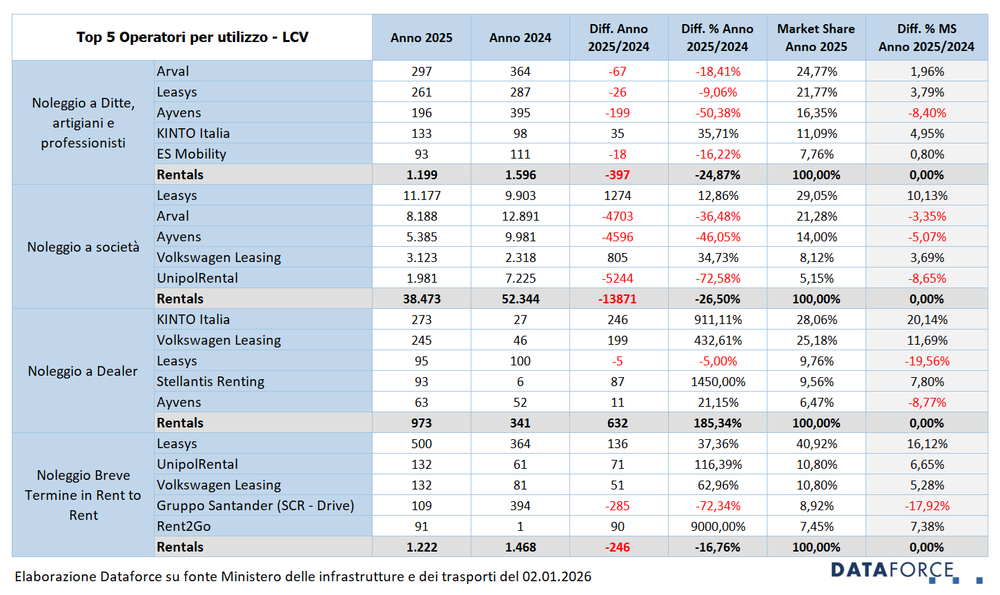 Top 5 Operatori per utilizzo - LCV Anno 2025 Anno 2024 Diff. Anno 2025/2024 Diff. % Anno 2025/2024 Market Share Anno 2025 Diff. % MS Anno 2025/2024
Noleggio a Ditte, artigiani e professionisti
Arval 297 364 -67 -18,41% 24,77% 1,96%
Leasys 261 287 -26 -9,06% 21,77% 3,79%
Ayvens 196 395 -199 -50,38% 16,35% -8,40%
KINTO Italia 133 98 35 35,71% 11,09% 4,95%
ES Mobility 93 111 -18 -16,22% 7,76% 0,80%
Rentals 1.199 1.596 -397 -24,87% 100,00% 0,00%
Noleggio a società
Leasys 11.177 9.903 1274 12,86% 29,05% 10,13%
Arval 8.188 12.891 -4703 -36,48% 21,28% -3,35%
Ayvens 5.385 9.981 -4596 -46,05% 14,00% -5,07%
Volkswagen Leasing 3.123 2.318 805 34,73% 8,12% 3,69%
UnipolRental 1.981 7.225 -5244 -72,58% 5,15% -8,65%
Rentals 38.473 52.344 -13871 -26,50% 100,00% 0,00%
Noleggio a Dealer
KINTO Italia 273 27 246 911,11% 28,06% 20,14%
Volkswagen Leasing 245 46 199 432,61% 25,18% 11,69%
Leasys 95 100 -5 -5,00% 9,76% -19,56%
Stellantis Renting 93 6 87 1450,00% 9,56% 7,80%
Ayvens 63 52 11 21,15% 6,47% -8,77%
Rentals 973 341 632 185,34% 100,00% 0,00%
Noleggio Breve Termine in Rent to Rent
Leasys 500 364 136 37,36% 40,92% 16,12%
UnipolRental 132 61 71 116,39% 10,80% 6,65%
Volkswagen Leasing 132 81 51 62,96% 10,80% 5,28%
Gruppo Santander (SCR - Drive) 109 394 -285 -72,34% 8,92% -17,92%
Rent2Go 91 1 90 9000,00% 7,45% 7,38%
Rentals 1.222 1.468 -246 -16,76% 100,00% 0,00%
Elaborazione Dataforce su fonte Ministero delle infrastrutture e dei trasporti del 02.01.2026
DATAFORCE